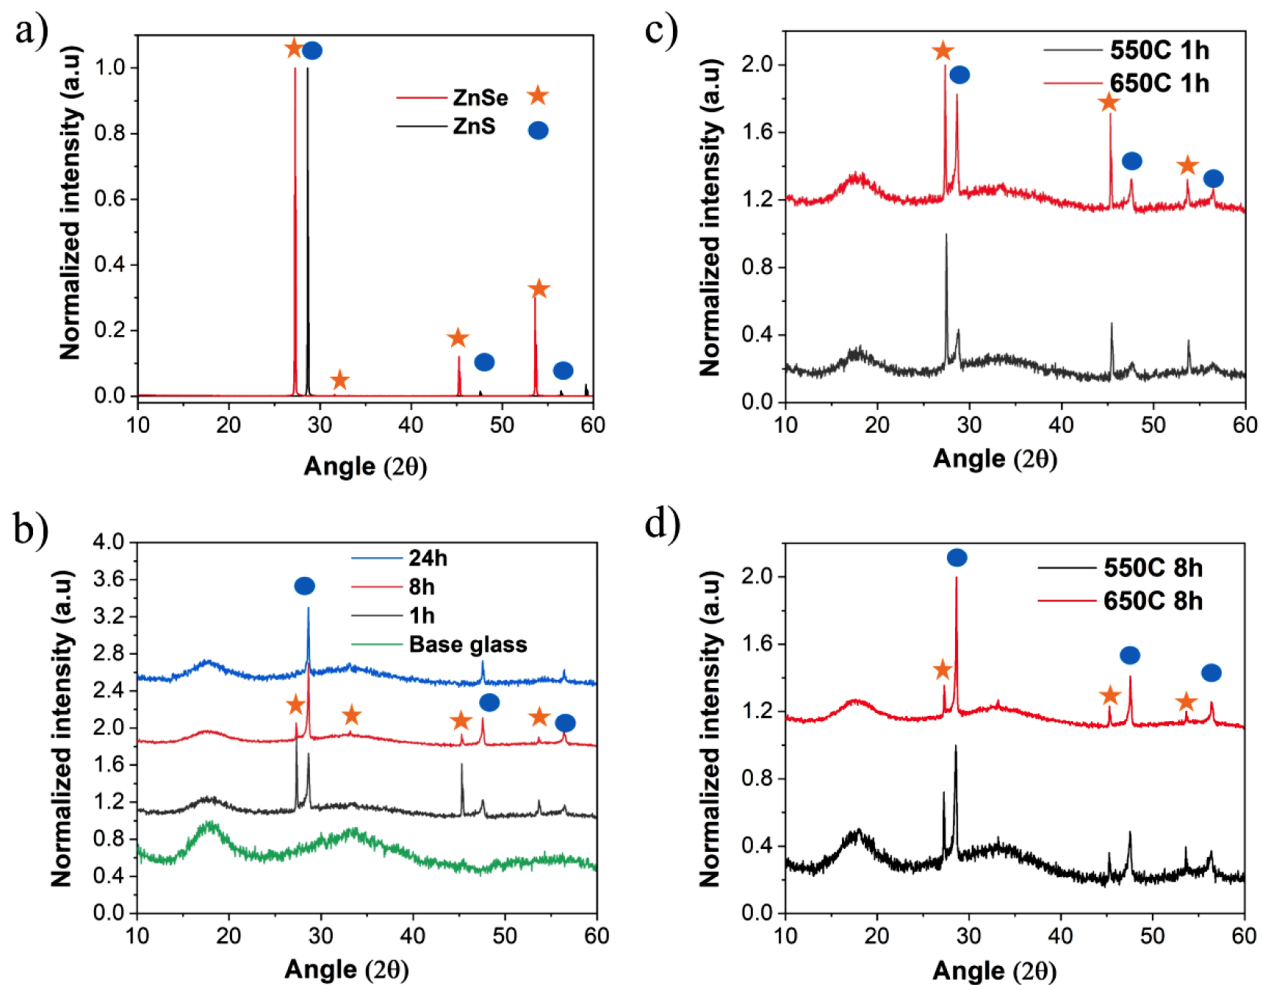 a)
Normalized intensity (a.u)
1.0
0.8
0.6
0.4
0.2
0.0
ZnSe
ZnS
10 20 30 40 50 60
Angle (2θ)
c)
Normalized intensity (a.u)
2.0
1.6
1.2
0.8
0.4
0.0
550C 1h
650C 1h
10 20 30 40 50 60
Angle (2θ)
b)
Normalized intensity (a.u)
4.0
3.6
3.2
2.8
2.4
2.0
1.6
1.2
0.8
0.4
0.0
24h
8h
1h
Base glass
10 20 30 40 50 60
Angle (2θ)
d)
Normalized intensity (a.u)
2.0
1.6
1.2
0.8
0.4
0.0
550C 8h
650C 8h
10 20 30 40 50 60
Angle (2θ)